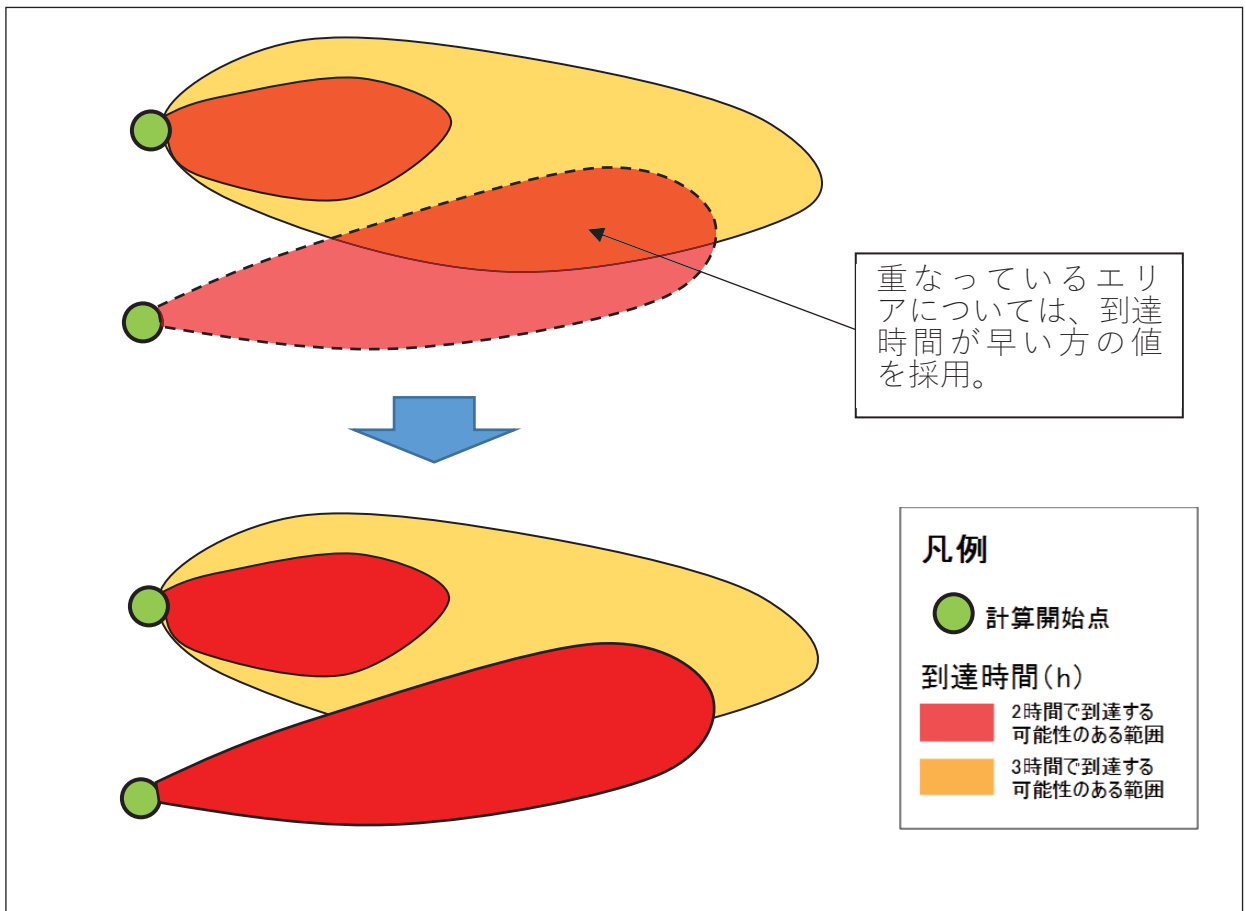 重なっているエリ
アについては、到達
時間が早い方の値
を採用。
凡例
計算開始点
到達時間(h)
2時間で到達する
可能性のある範囲
3時間で到達する
可能性のある範囲